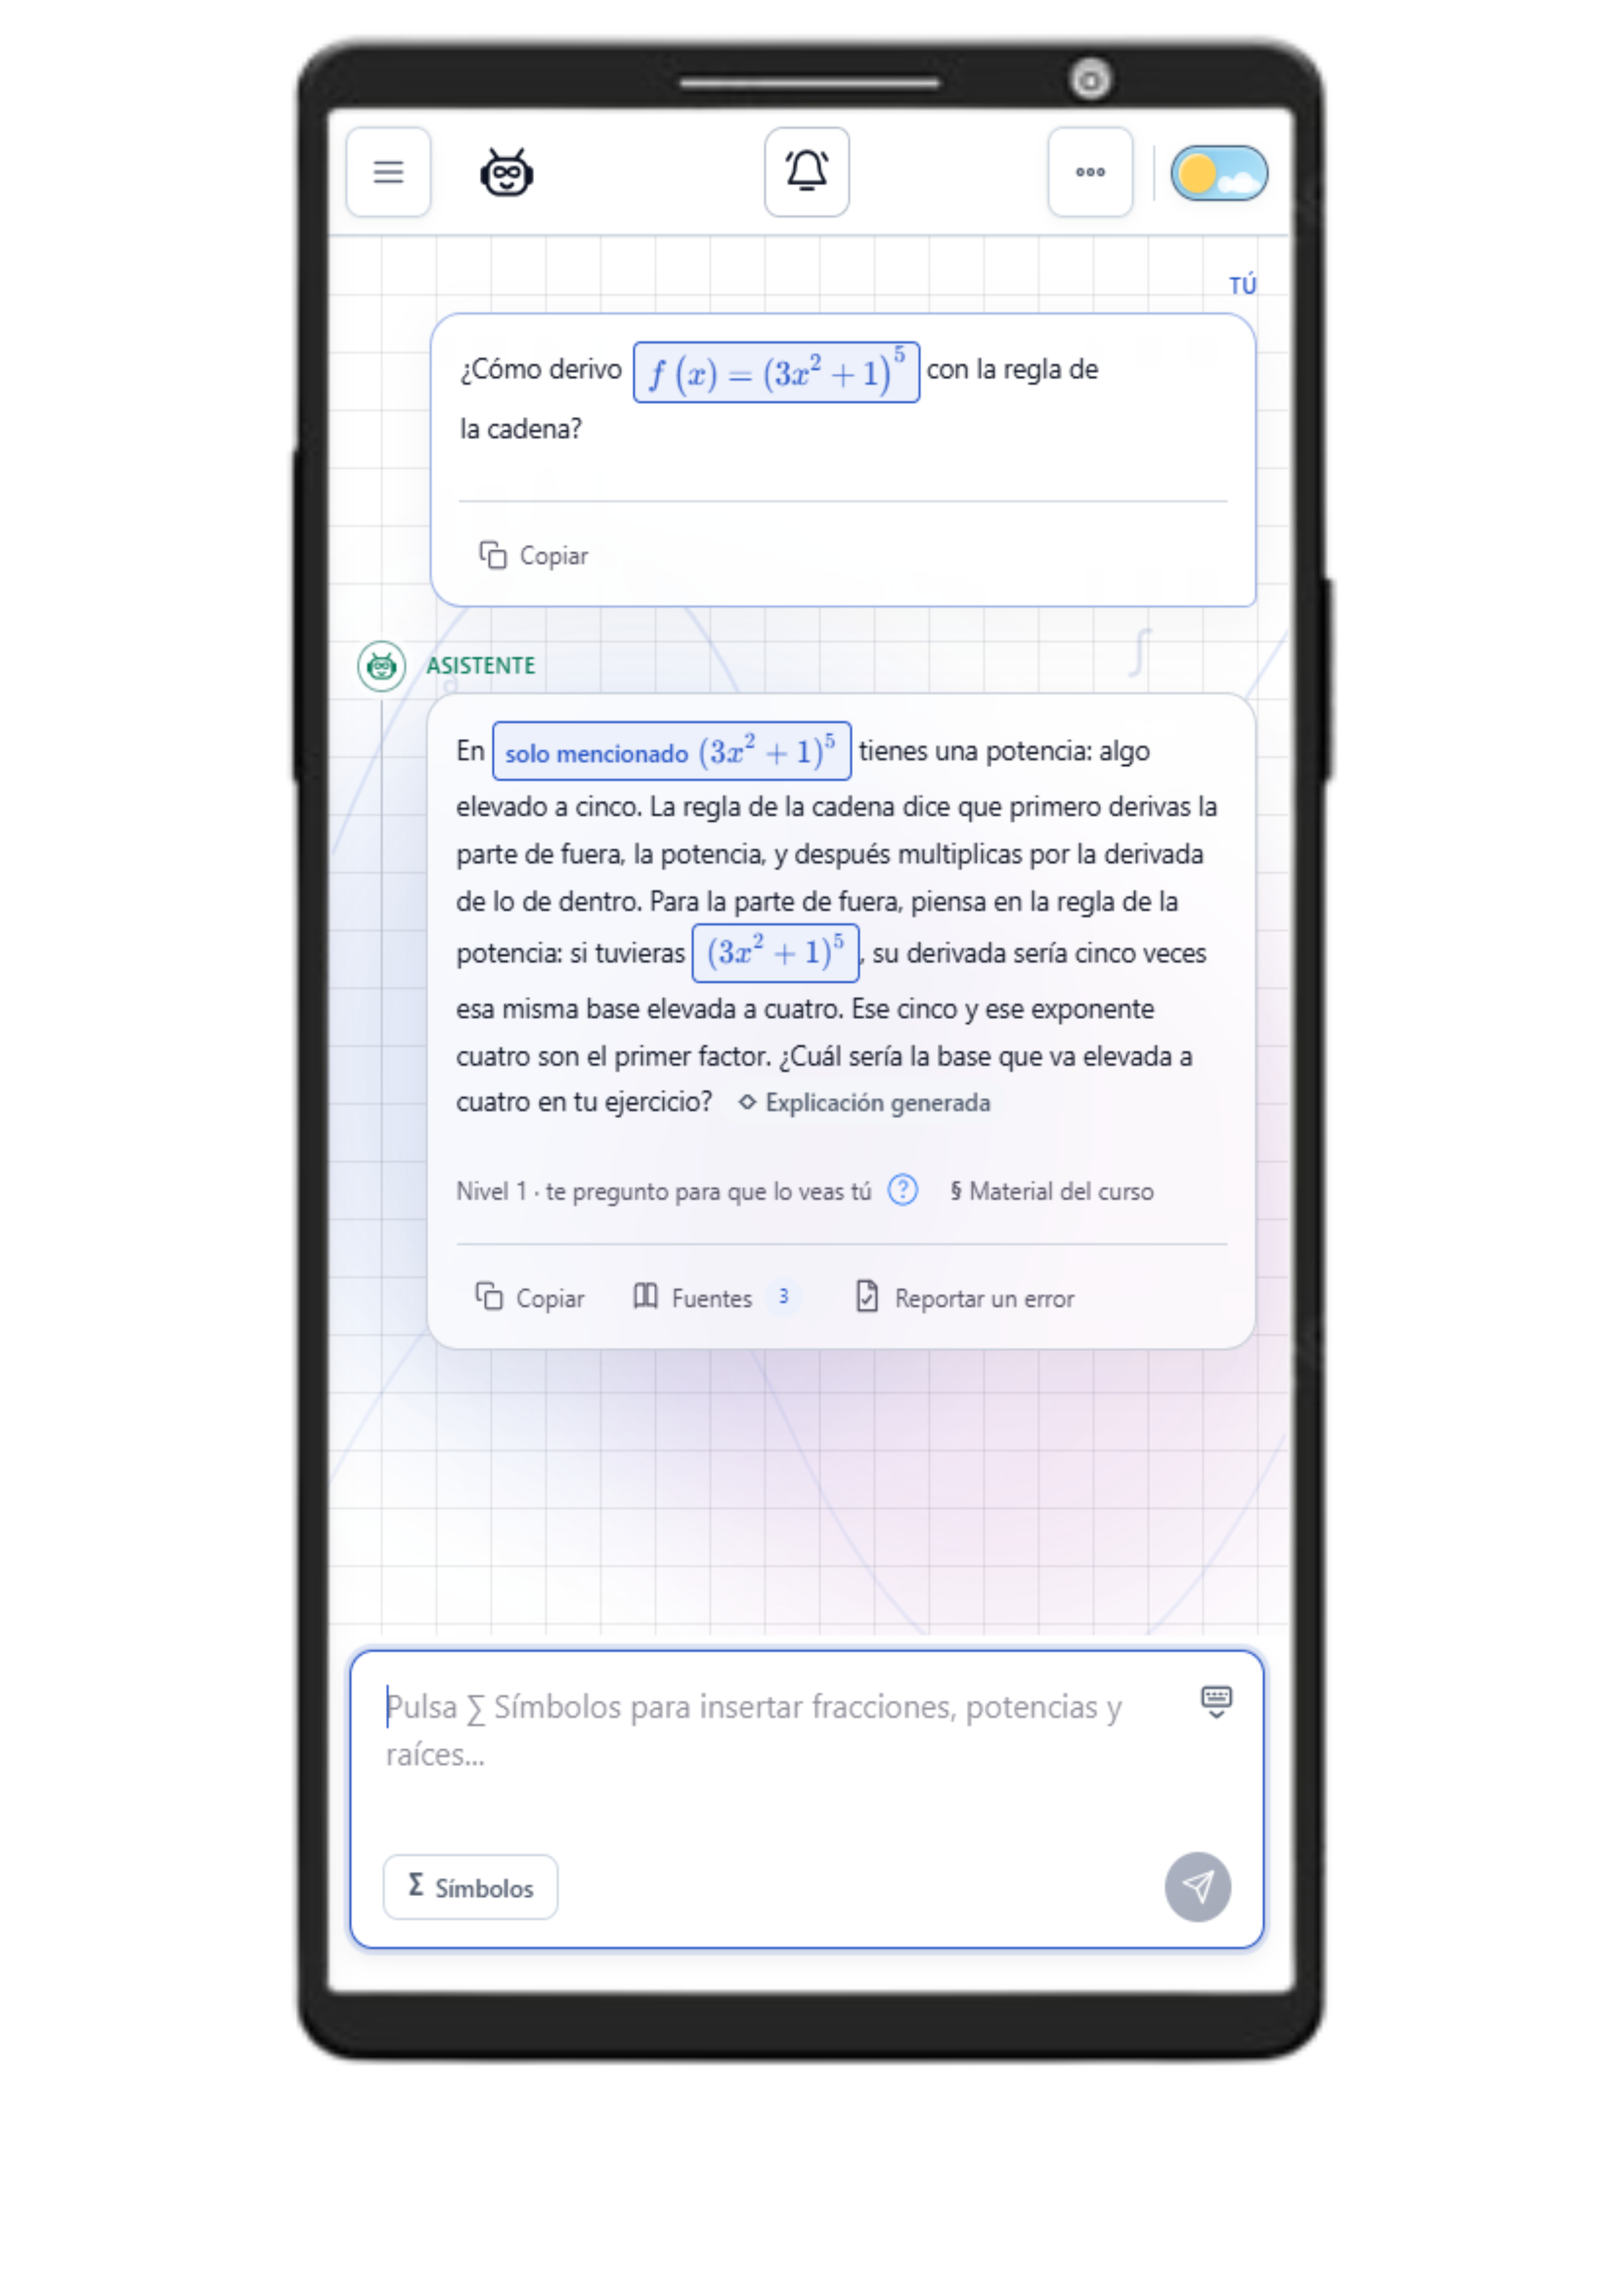 TÚ
¿Cómo derivo f (x) = (3x² + 1)⁵ con la regla de
la cadena?
Copiar
∫
ASISTENTE
En solo mencionado (3x² + 1)⁵ tienes una potencia: algo
elevado a cinco. La regla de la cadena dice que primero derivas la
parte de fuera, la potencia, y después multiplicas por la derivada
de lo de dentro. Para la parte de fuera, piensa en la regla de la
potencia: si tuvieras (3x² + 1)⁵, su derivada sería cinco veces
esa misma base elevada a cuatro. Ese cinco y ese exponente
cuatro son el primer factor. ¿Cuál sería la base que va elevada a
cuatro en tu ejercicio? ◇ Explicación generada
Nivel 1 · te pregunto para que lo veas tú ? § Material del curso
Copiar Fuentes 3 Reportar un error
Pulsa ∑ Símbolos para insertar fracciones, potencias y
raíces...
Σ Símbolos